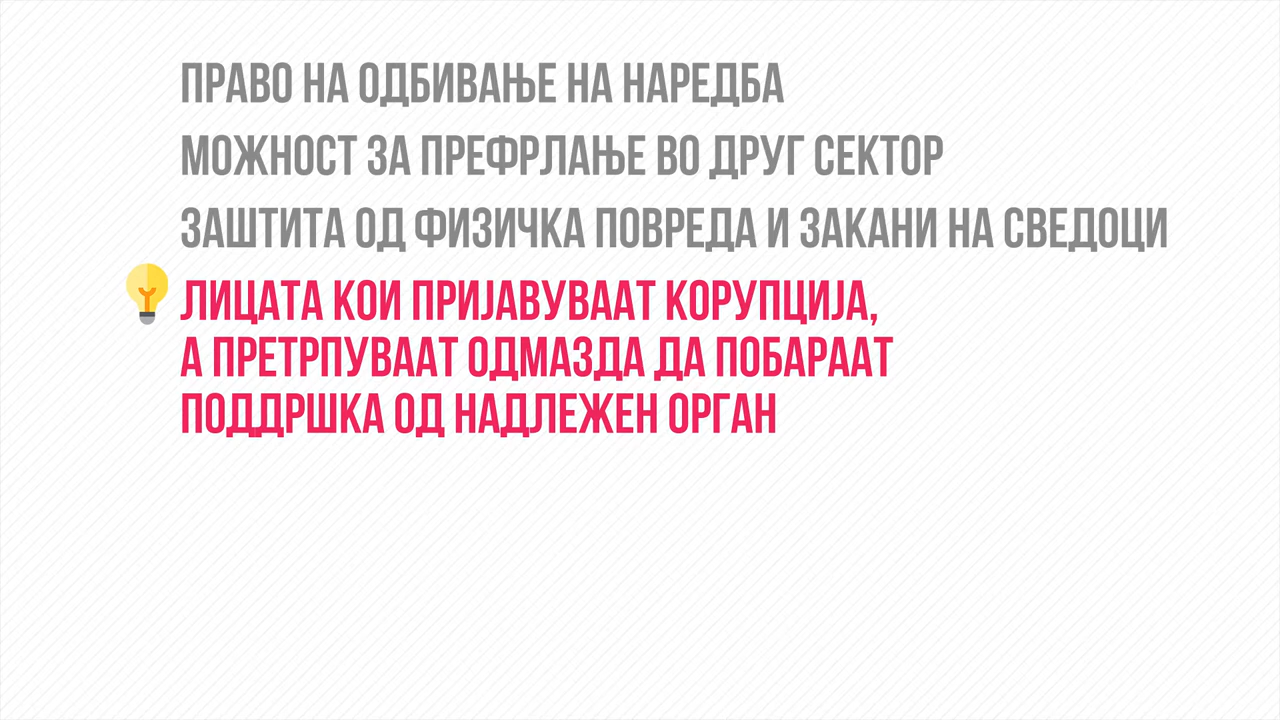 ПРАВО НА ОДБИВАЊЕ НА НАРЕДБА
МОЖНОСТ ЗА ПРЕФРЛАЊЕ ВО ДРУГ СЕКТОР
ЗАШТИТА ОД ФИЗИЧКА ПОВРЕДА И ЗАКАНИ НА СВЕДОЦИ
ЛИЦАТА КОИ ПРИЈАВУВААТ КОРУПЦИЈА,
А ПРЕТРПУВААТ ОДМАЗДА ДА ПОБАРААТ
ПОДДРШКА ОД НАДЛЕЖЕН ОРГАН